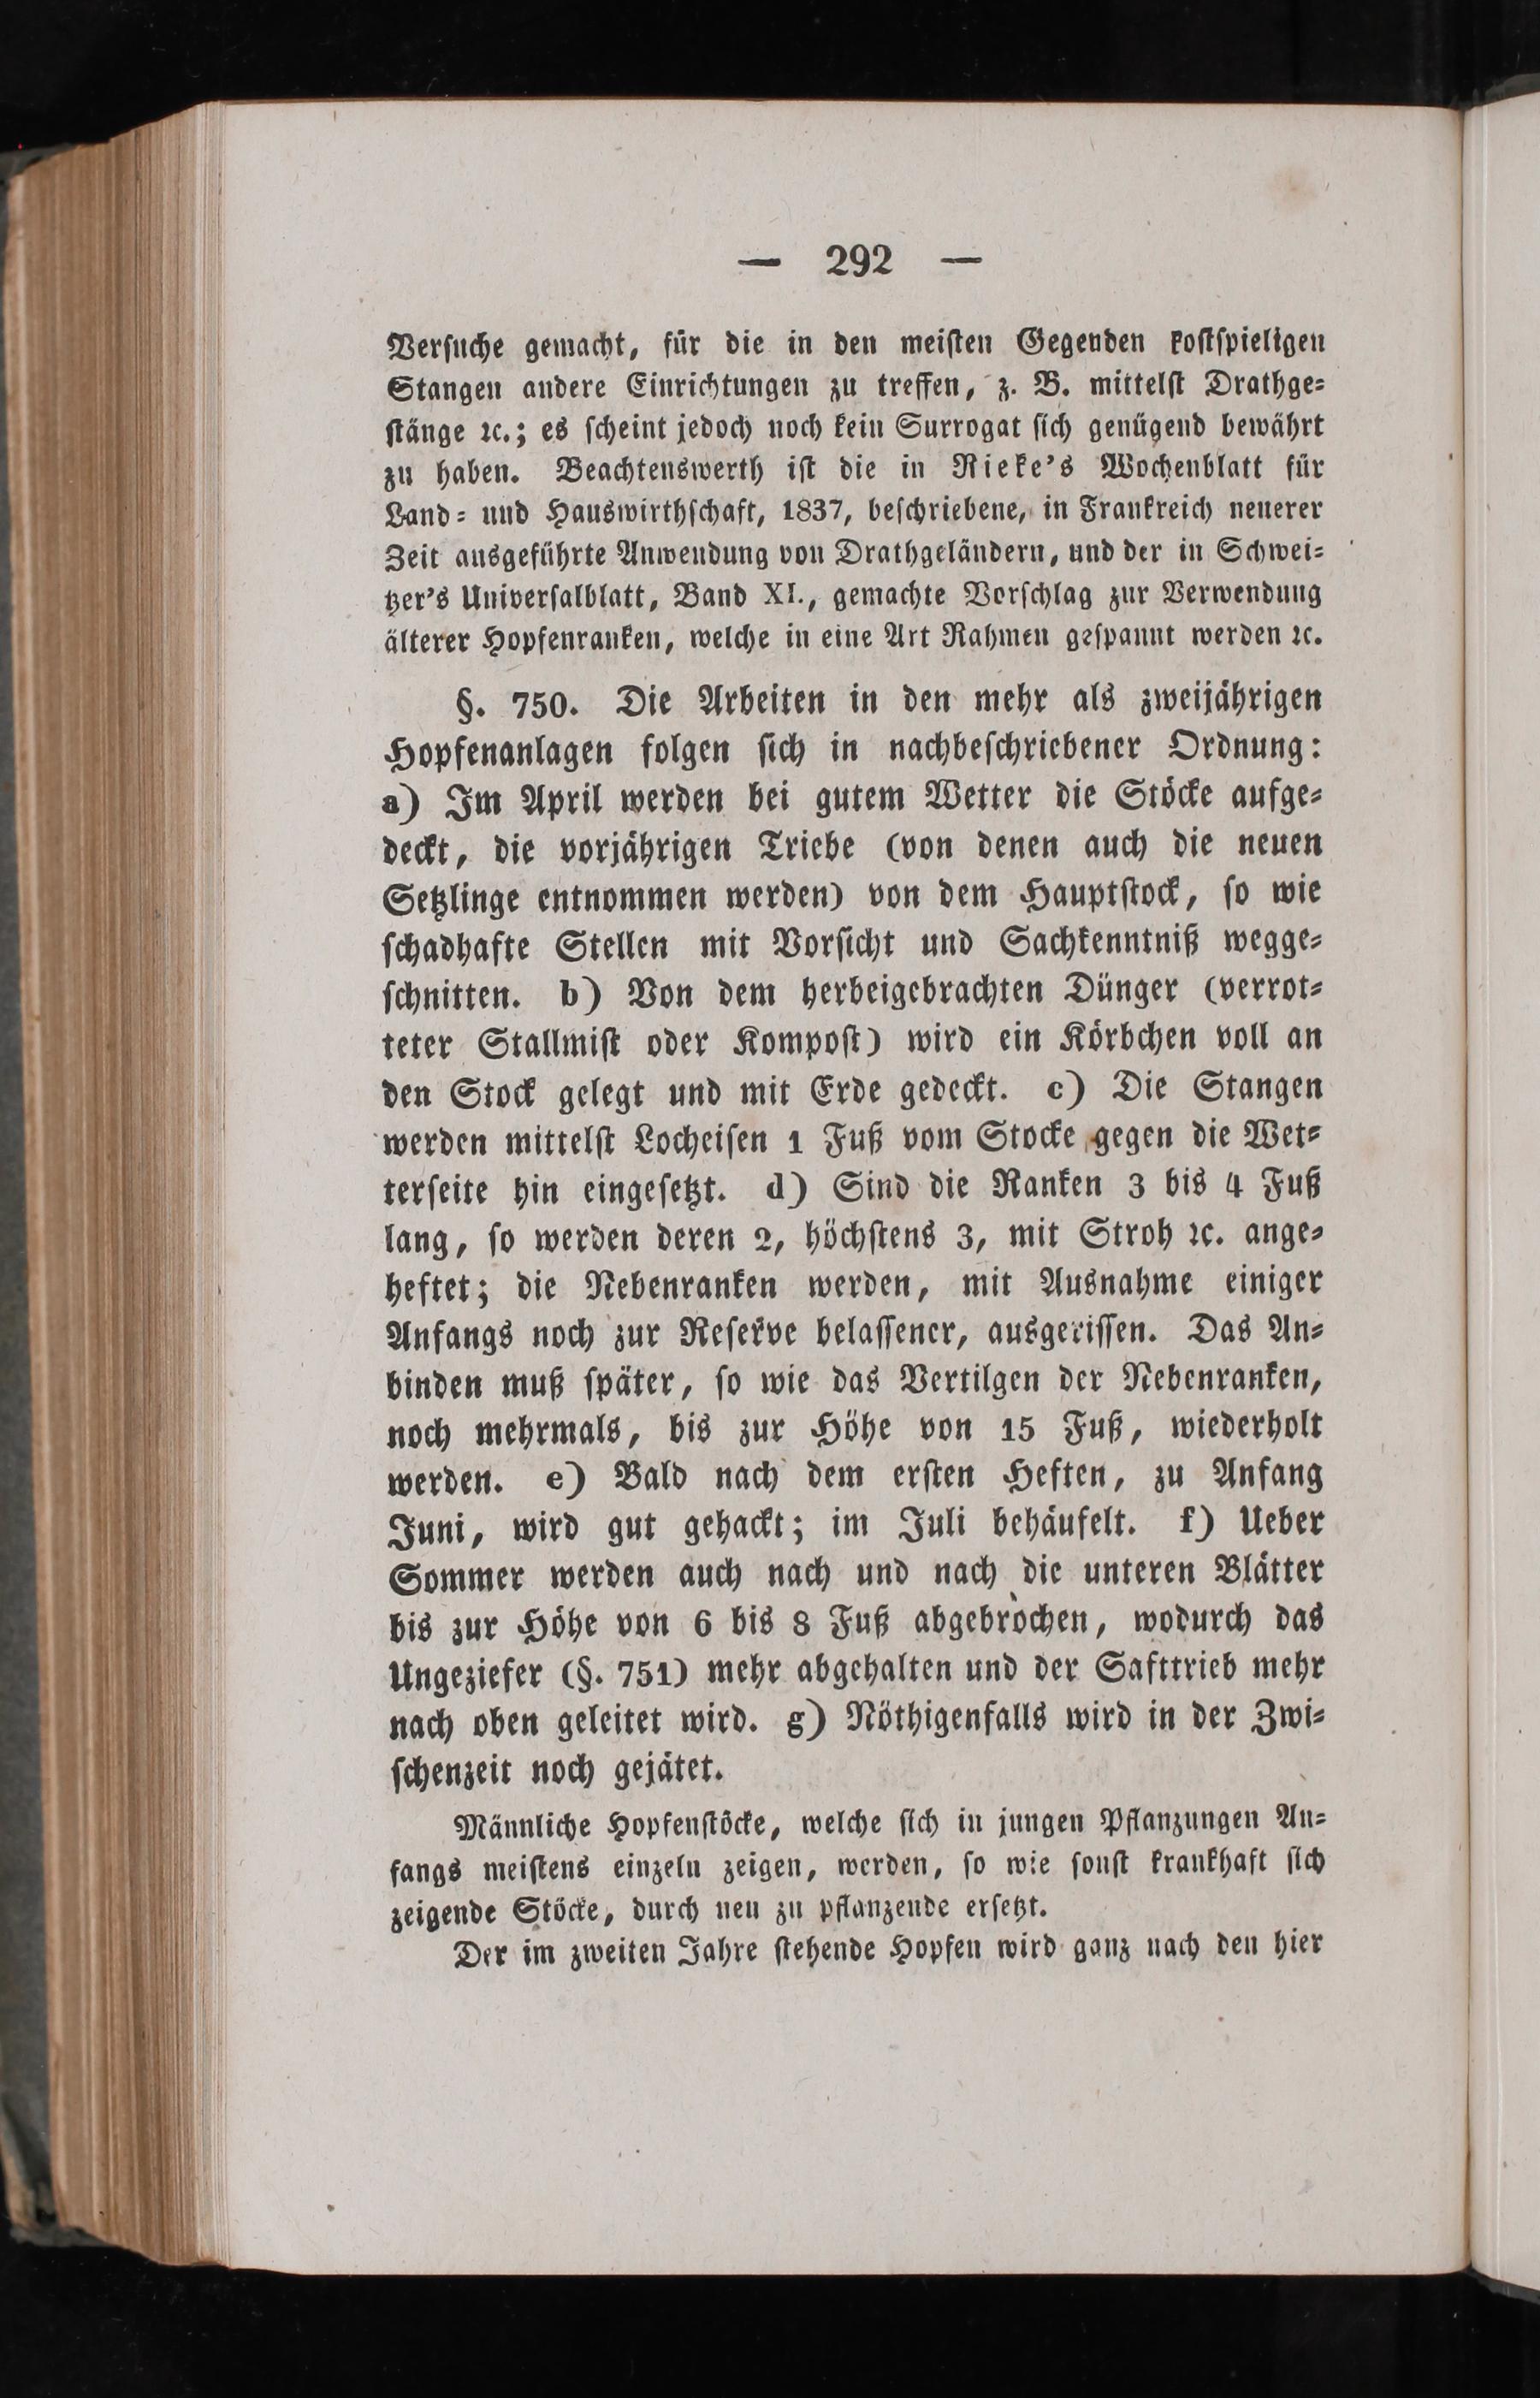 — 292 —
Versuche gemacht, für die in den meisten Gegenden kostspieligen
Stangen andere Einrichtungen zu treffen, z. B. mittelst Drathge-
stänge ꝛc.; es scheint jedoch noch kein Surrogat sich genügend bewährt
zu haben. Beachtenswerth ist die in Rieke's Wochenblatt für
Land- und Hauswirthschaft, 1837, beschriebene, in Frankreich neuerer
Zeit ausgeführte Anwendung von Drathgeländern, und der in Schwei-
tzer's Universalblatt, Band XI., gemachte Vorschlag zur Verwendung
älterer Hopfenranken, welche in eine Art Rahmen gespannt werden ꝛc.
§. 750. Die Arbeiten in den mehr als zweijährigen
Hopfenanlagen folgen sich in nachbeschriebener Ordnung:
a) Im April werden bei gutem Wetter die Stöcke aufge-
deckt, die vorjährigen Triebe (von denen auch die neuen
Setzlinge entnommen werden) von dem Hauptstock, so wie
schadhafte Stellen mit Vorsicht und Sachkenntniß wegge-
schnitten. b) Von dem herbeigebrachten Dünger (verrot-
teter Stallmist oder Kompost) wird ein Körbchen voll an
den Stock gelegt und mit Erde gedeckt. c) Die Stangen
werden mittelst Locheisen 1 Fuß vom Stocke gegen die Wet-
terseite hin eingesetzt. d) Sind die Ranken 3 bis 4 Fuß
lang, so werden deren 2, höchstens 3, mit Stroh ꝛc. ange-
heftet; die Nebenranken werden, mit Ausnahme einiger
Anfangs noch zur Reserve belassener, ausgerissen. Das An-
binden muß später, so wie das Vertilgen der Nebenranken,
noch mehrmals, bis zur Höhe von 15 Fuß, wiederholt
werden. e) Bald nach dem ersten Heften, zu Anfang
Juni, wird gut gehackt; im Juli behäufelt. f) Ueber
Sommer werden auch nach und nach die unteren Blätter
bis zur Höhe von 6 bis 8 Fuß abgebrochen, wodurch das
Ungeziefer (§. 751) mehr abgehalten und der Safttrieb mehr
nach oben geleitet wird. g) Nöthigenfalls wird in der Zwi-
schenzeit noch gejätet.
Männliche Hopfenstöcke, welche sich in jungen Pflanzungen An-
fangs meistens einzeln zeigen, werden, so wie sonst krankhaft sich
zeigende Stöcke, durch neu zu pflanzende ersetzt.
Der im zweiten Jahre stehende Hopfen wird ganz nach den hier